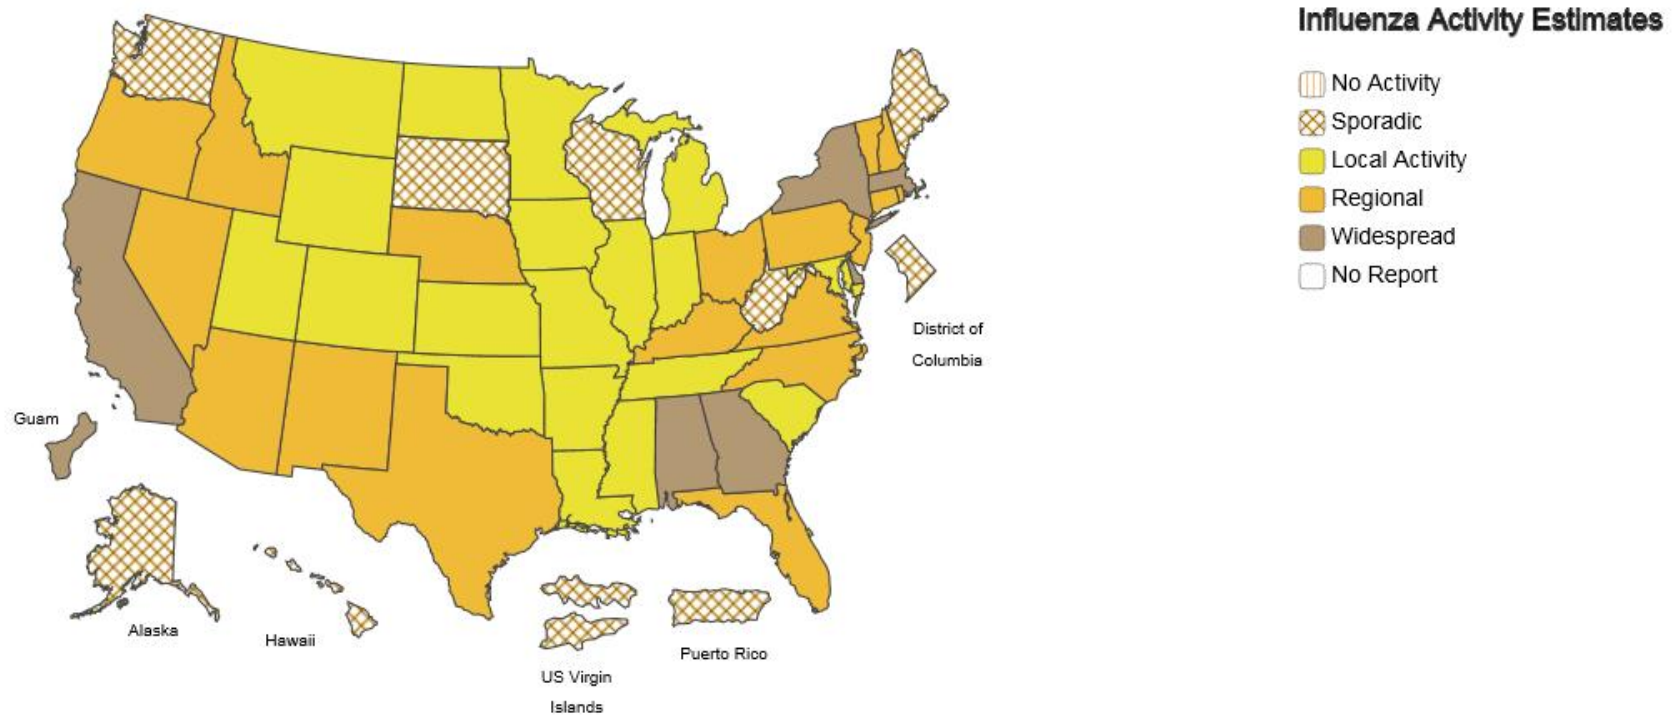 Influenza Activity Estimates
No Activity
Sporadic
Local Activity
Regional
Widespread
No Report
District of
Columbia
Guam
Alaska
Hawaii
US Virgin
Islands
Puerto Rico